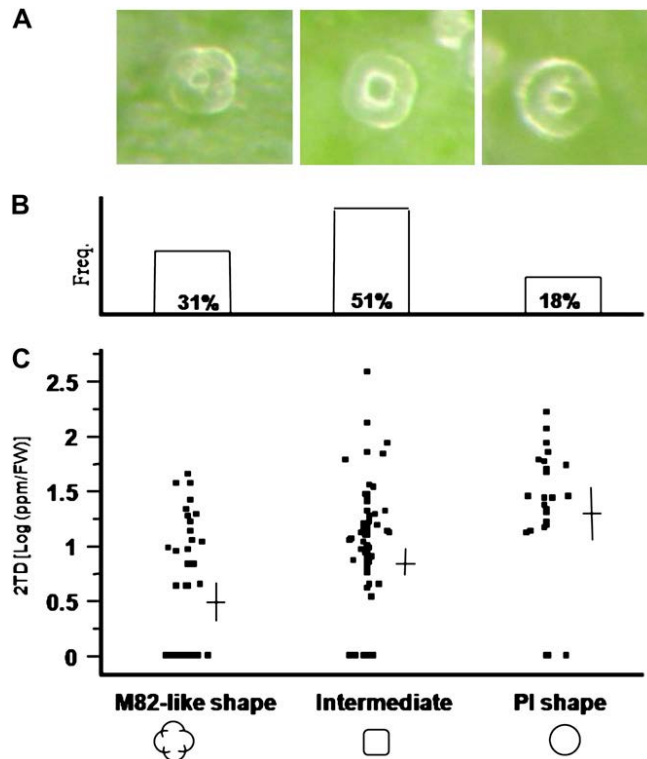 A
B
Freq.
31% 51% 18%
C
2TD [Log (ppm/FW)]
2.5
2
1.5
1
0.5
0
M82-like shape Intermediate PI shape